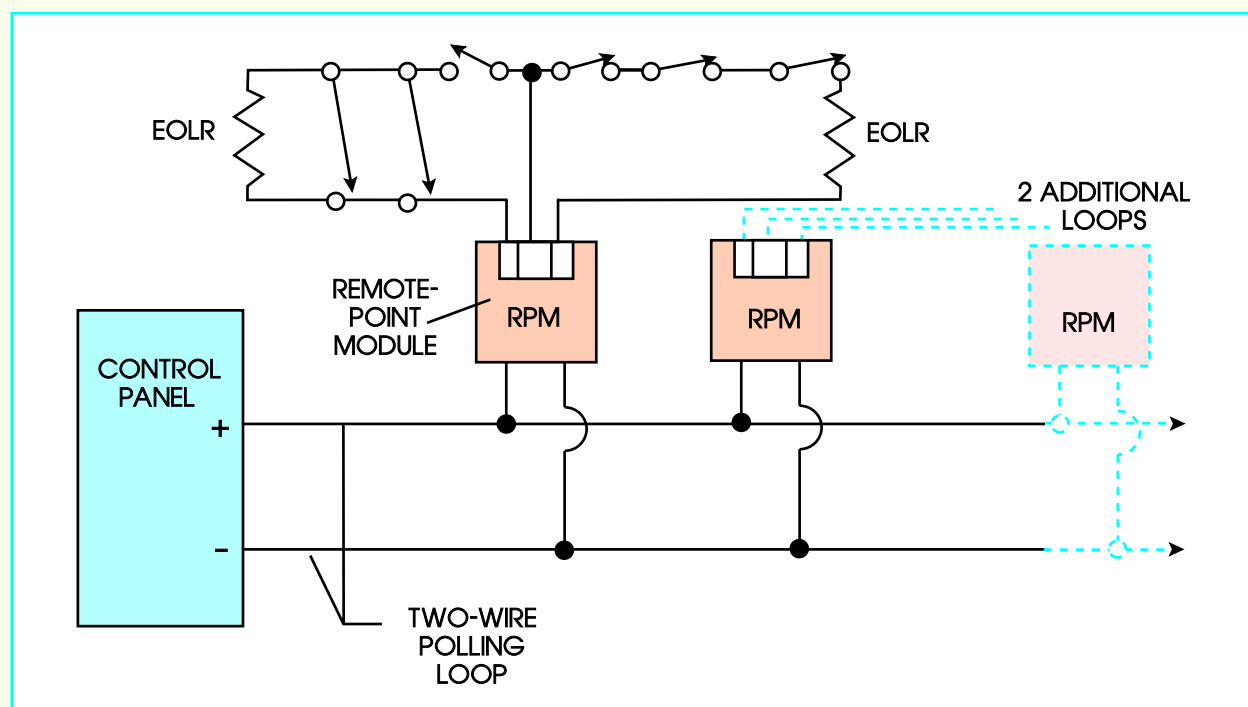 EOLR
EOLR
2 ADDITIONAL
LOOPS
REMOTE-
POINT
MODULE
RPM
RPM
RPM
CONTROL
PANEL
+
-
TWO-WIRE
POLLING
LOOP